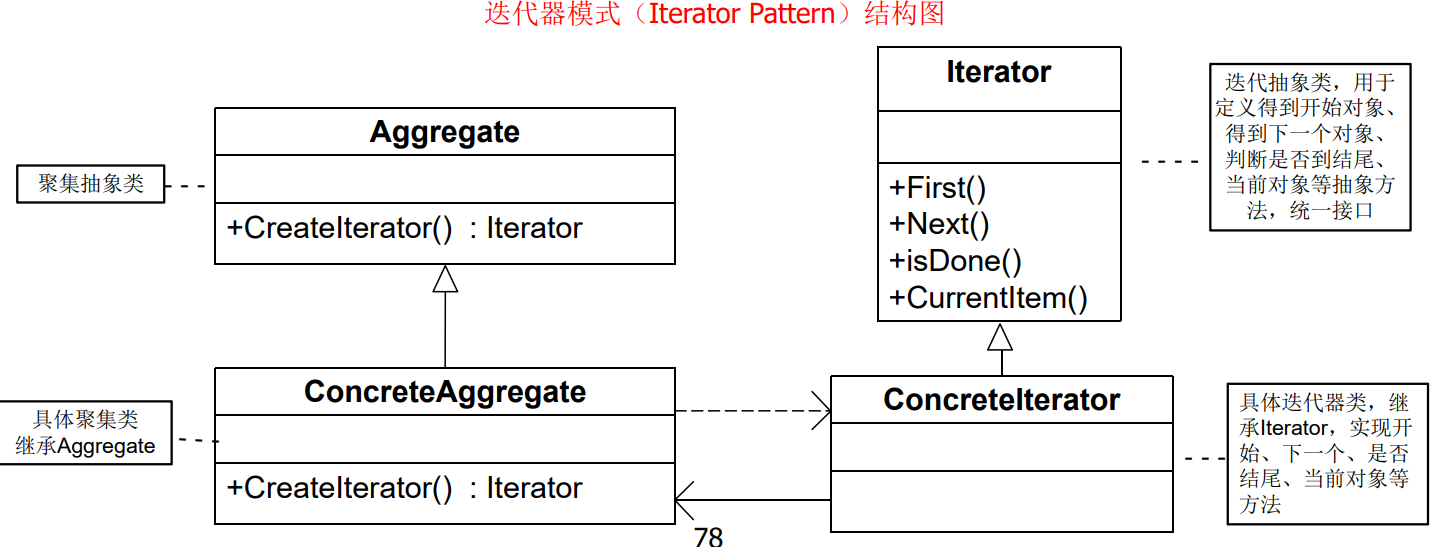 迭代器模式（Iterator Pattern）结构图
Iterator
+First()
+Next()
+isDone()
+CurrentItem()
迭代抽象类，用于
定义得到开始对象、
得到下一个对象、
判断是否到结尾、
当前对象等抽象方
法，统一接口
Aggregate
+CreateIterator() : Iterator
聚集抽象类
ConcreteAggregate
+CreateIterator() : Iterator
具体聚集类
继承Aggregate
ConcreteIterator
具体迭代器类，继
承Iterator，实现开
始、下一个、是否
结尾、当前对象等
方法
78